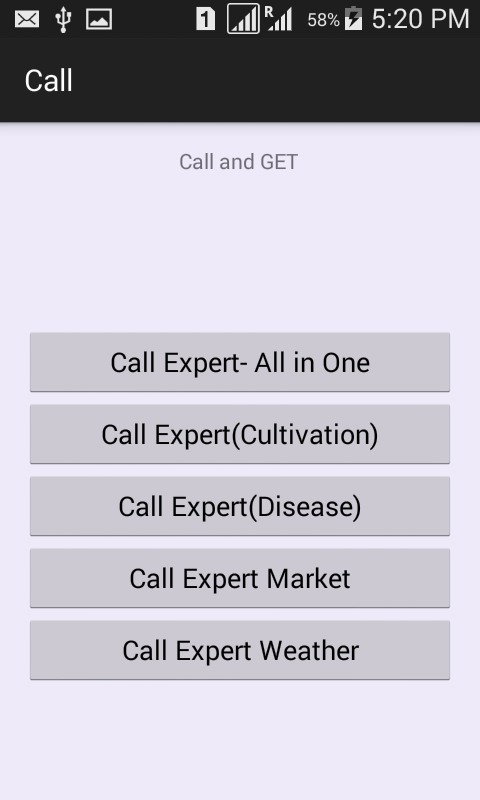 1 R 58% 5:20 PM
Call
Call and GET
Call Expert- All in One
Call Expert(Cultivation)
Call Expert(Disease)
Call Expert Market
Call Expert Weather